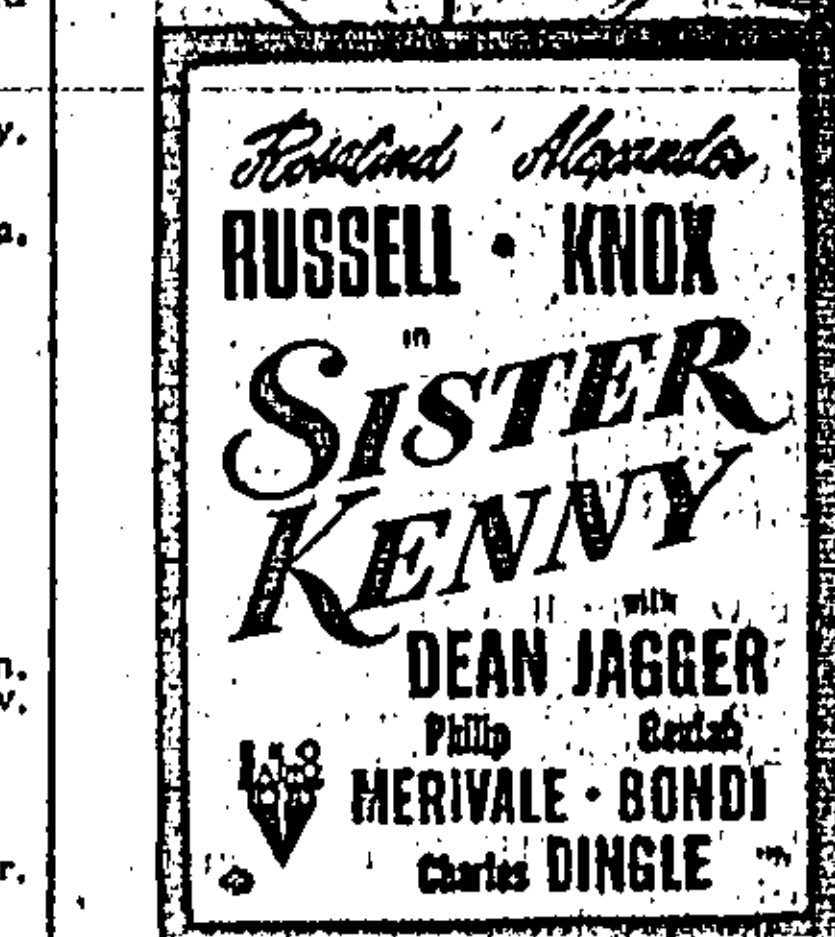 Rosalind Alexander
RUSSELL • KNOX
in
SISTER
KENNY
with
DEAN JAGGER
Philip Beulah
MERIVALE • BONDI
Charles DINGLE